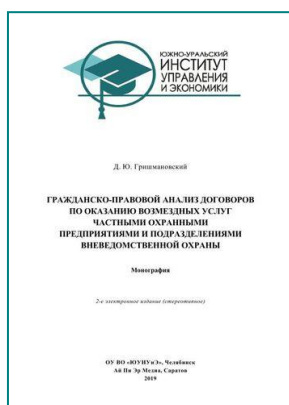 ЮЖНО-УРАЛЬСКИЙ
ИНСТИТУТ
УПРАВЛЕНИЯ
И ЭКОНОМИКИ
Д. Ю. Гришмановский
ГРАЖДАНСКО-ПРАВОВОЙ АНАЛИЗ ДОГОВОРОВ
ПО ОКАЗАНИЮ ВОЗМЕЗДНЫХ УСЛУГ
ЧАСТНЫМИ ОХРАННЫМИ
ПРЕДПРИЯТИЯМИ И ПОДРАЗДЕЛЕНИЯМИ
ВНЕВЕДОМСТВЕННОЙ ОХРАНЫ
Монография
2-е электронное издание (стереотипное)
ОУ ВО «ЮУИУиЭ», Челябинск
Ай Пи Эр Медиа, Саратов
2019